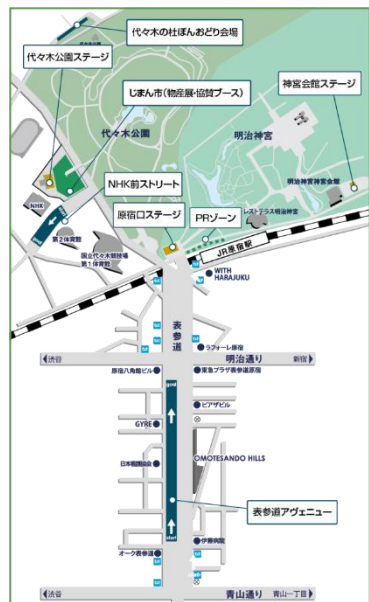 代々木の杜ぼんおどり会場
代々木公園ステージ
じまん市(物産展・協賛ブース)
神宮会館ステージ
代々木公園
明治神宮
NHK前ストリート
明治神宮神宮会館
原宿口ステージ
PRゾーン
レストテラス明治神宮
NHK
第2体育館
国立代々木競技場
第1体育館
JR原宿駅
WITH
HARAJUKU
表参道
ラフォーレ原宿
渋谷
明治通り
新宿
原宿八角館ビル
東急プラザ表参道原宿
goal
ピアザビル
GYRE
日本看護協会
OMOTESANDO HILLS
表参道アヴェニュー
start
伊藤病院
オーク表参道
渋谷
青山通り
青山一丁目